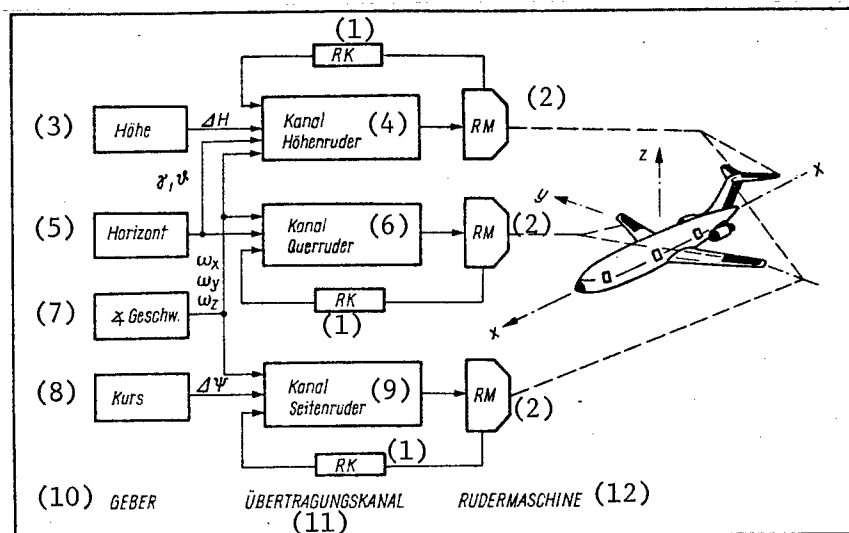 (1)
RK
(2)
(3) Höhe ΔH Kanal (4) RM
Höhenruder
γ, ϑ
z
x
y
(5) Horizont Kanal (6) RM (2)
Querruder
ωx
ωy
ωz
(7) ∡ Geschw.
RK
(1)
x
(8) Kurs ΔΨ Kanal (9) RM (2)
Seitenruder
RK (1)
(10) GEBER ÜBERTRAGUNGSKANAL RUDERMASCHINE (12)
(11)